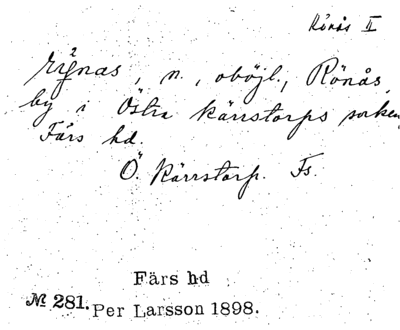 Rönås II
n., oböjl., Rönås,
by i Östra Kärrstorps socken
Färs hd.
Ö. Kärrstorp. Fs.
Färs hd
№ 281. Per Larsson 1898.